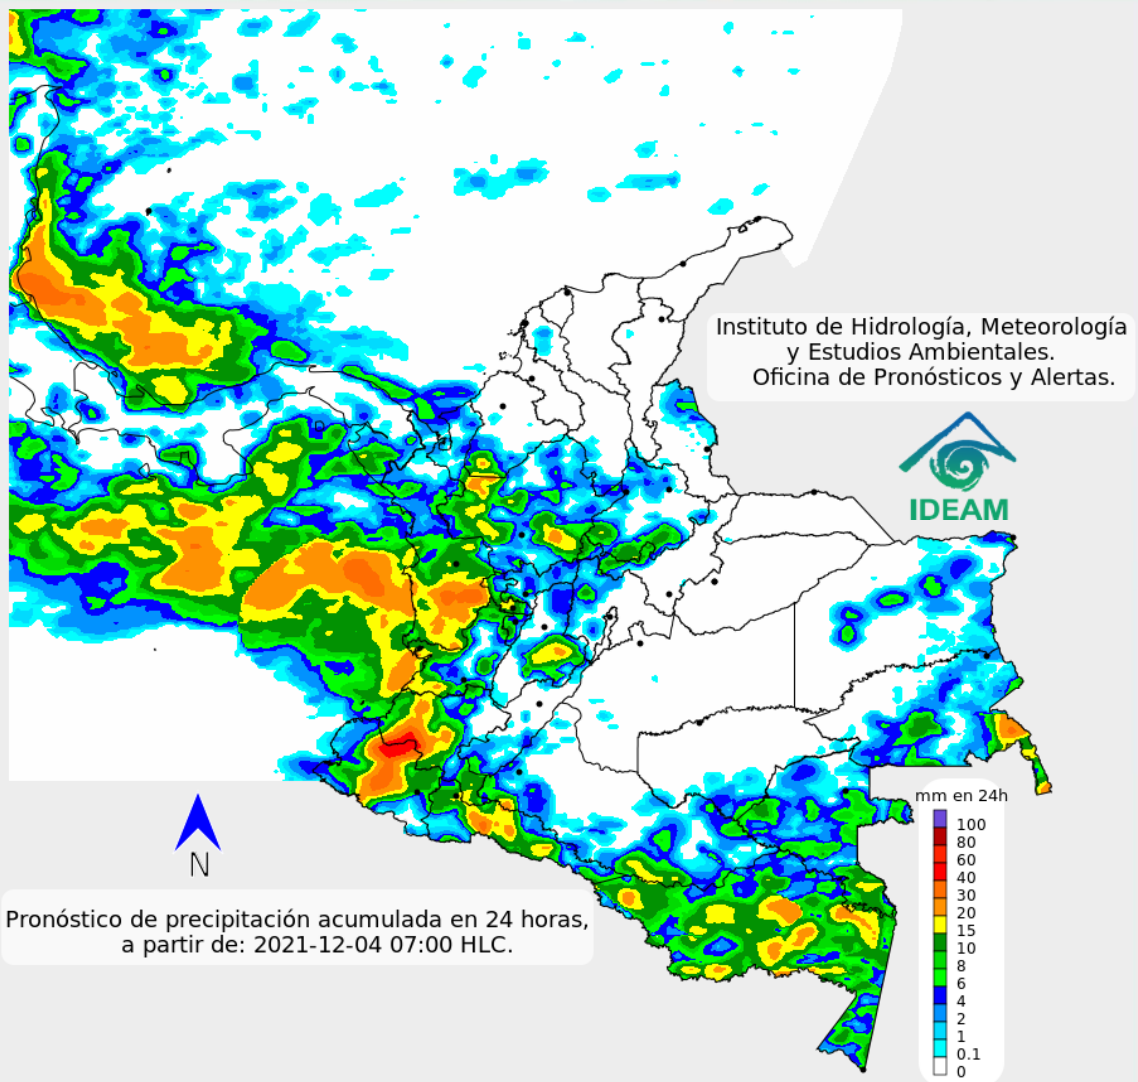 Instituto de Hidrología, Meteorología
y Estudios Ambientales.
Oficina de Pronósticos y Alertas.
IDEAM
mm en 24h
100
80
60
40
30
20
15
10
8
6
4
2
1
0.1
0
N
Pronóstico de precipitación acumulada en 24 horas,
a partir de: 2021-12-04 07:00 HLC.